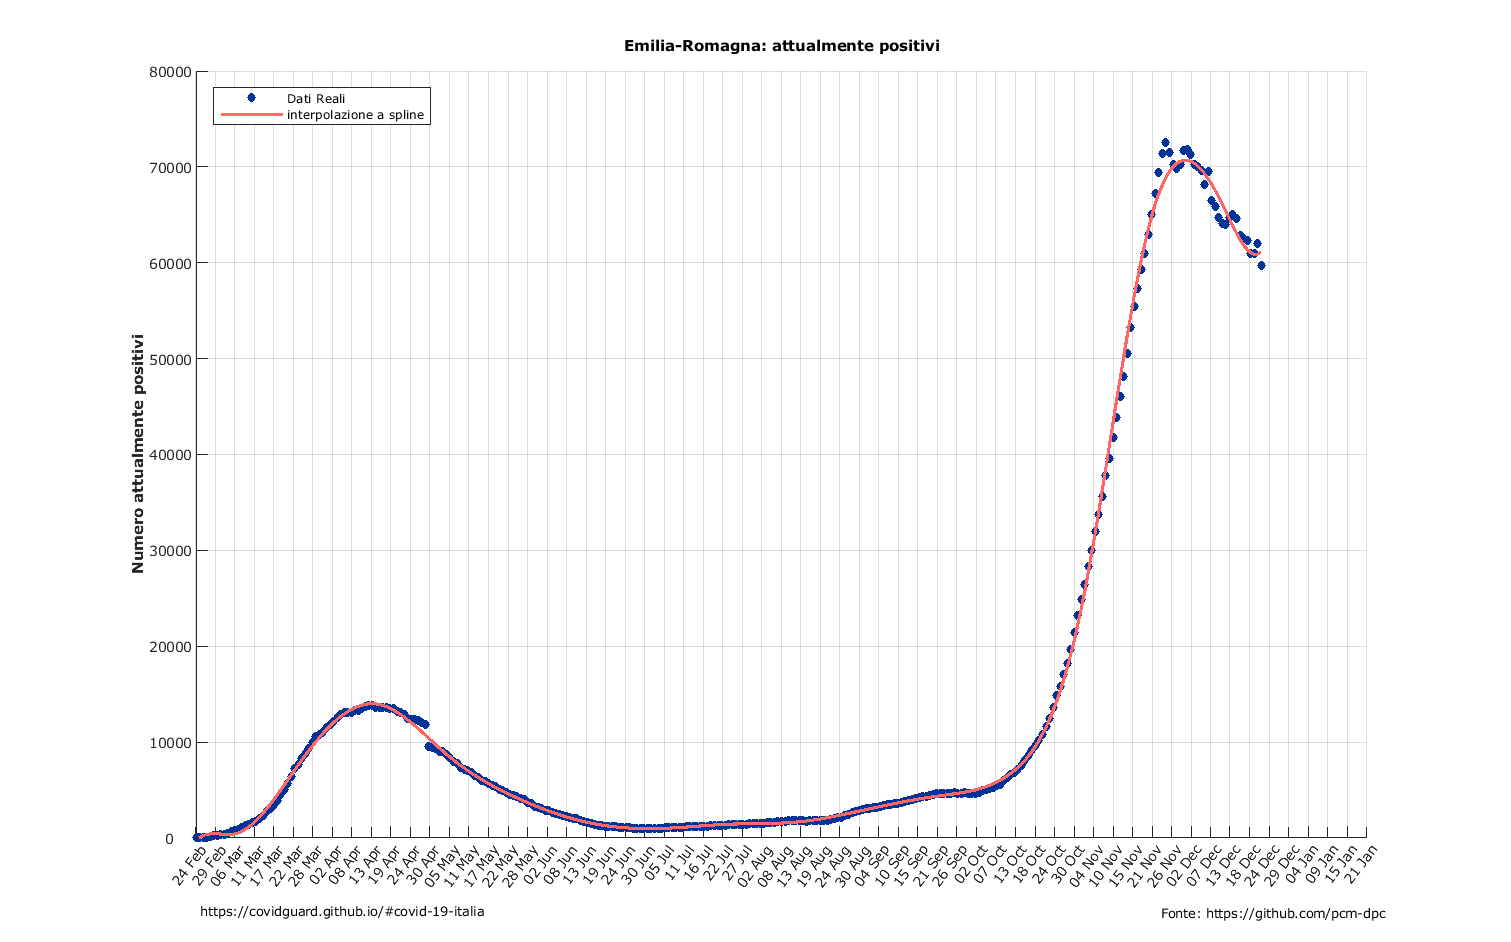 Emilia-Romagna: attualmente positivi
Dati Reali
interpolazione a spline
Numero attualmente positivi
80000
70000
60000
50000
40000
30000
20000
10000
0
24 Feb
29 Feb
06 Mar
11 Mar
17 Mar
22 Mar
28 Mar
02 Apr
08 Apr
13 Apr
19 Apr
24 Apr
30 Apr
05 May
11 May
17 May
22 May
28 May
02 Jun
08 Jun
13 Jun
19 Jun
24 Jun
30 Jun
05 Jul
11 Jul
16 Jul
22 Jul
27 Jul
02 Aug
08 Aug
13 Aug
19 Aug
24 Aug
30 Aug
04 Sep
10 Sep
15 Sep
21 Sep
26 Sep
02 Oct
07 Oct
13 Oct
18 Oct
24 Oct
30 Oct
04 Nov
10 Nov
15 Nov
21 Nov
26 Nov
02 Dec
07 Dec
13 Dec
18 Dec
24 Dec
29 Dec
04 Jan
09 Jan
15 Jan
21 Jan
https://covidguard.github.io/#covid-19-italia
Fonte: https://github.com/pcm-dpc